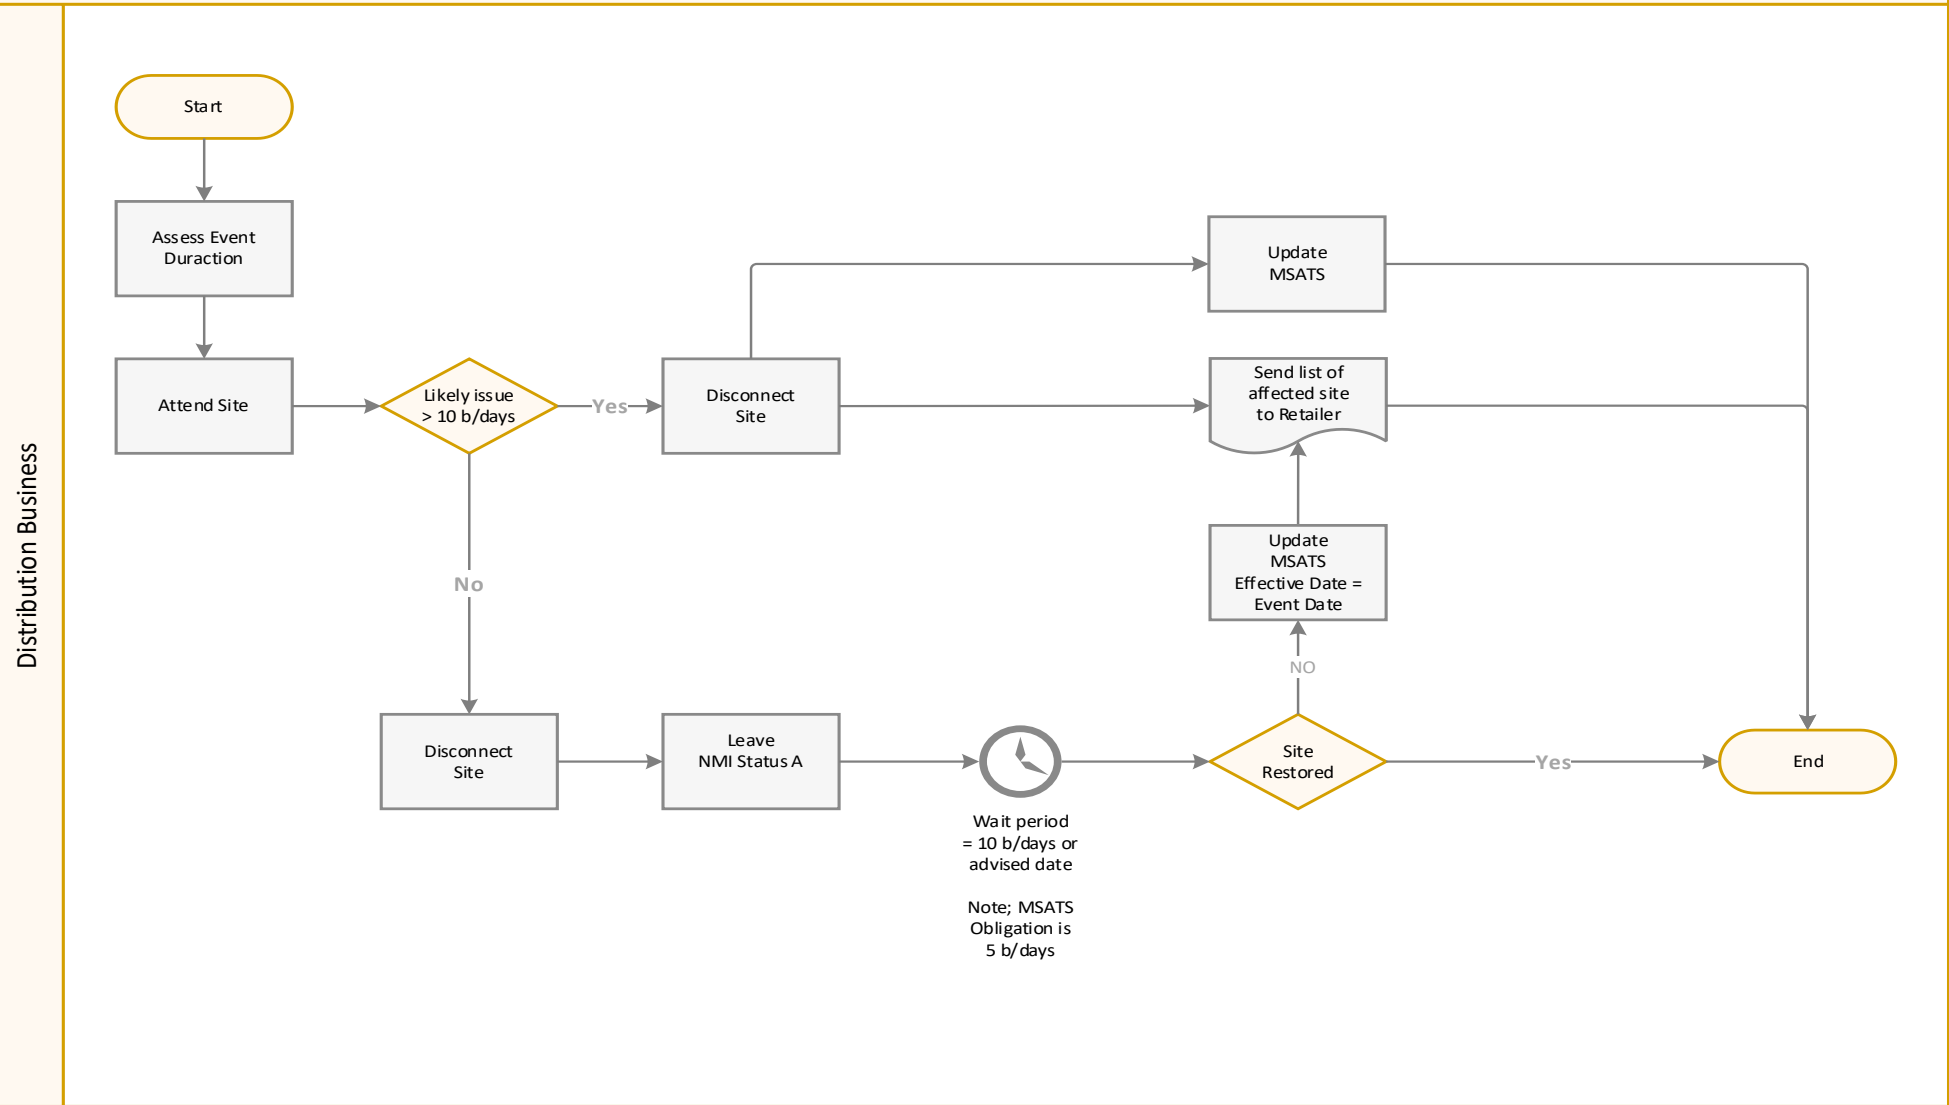 Distribution Business
Start
Assess Event
Duraction
Attend Site
Likely issue
> 10 b/days
Yes
Disconnect
Site
Update
MSATS
Send list of
affected site
to Retailer
Update
MSATS
Effective Date =
Event Date
No
NO
Disconnect
Site
Leave
NMI Status A
Wait period
= 10 b/days or
advised date
Note; MSATS
Obligation is
5 b/days
Site
Restored
Yes
End